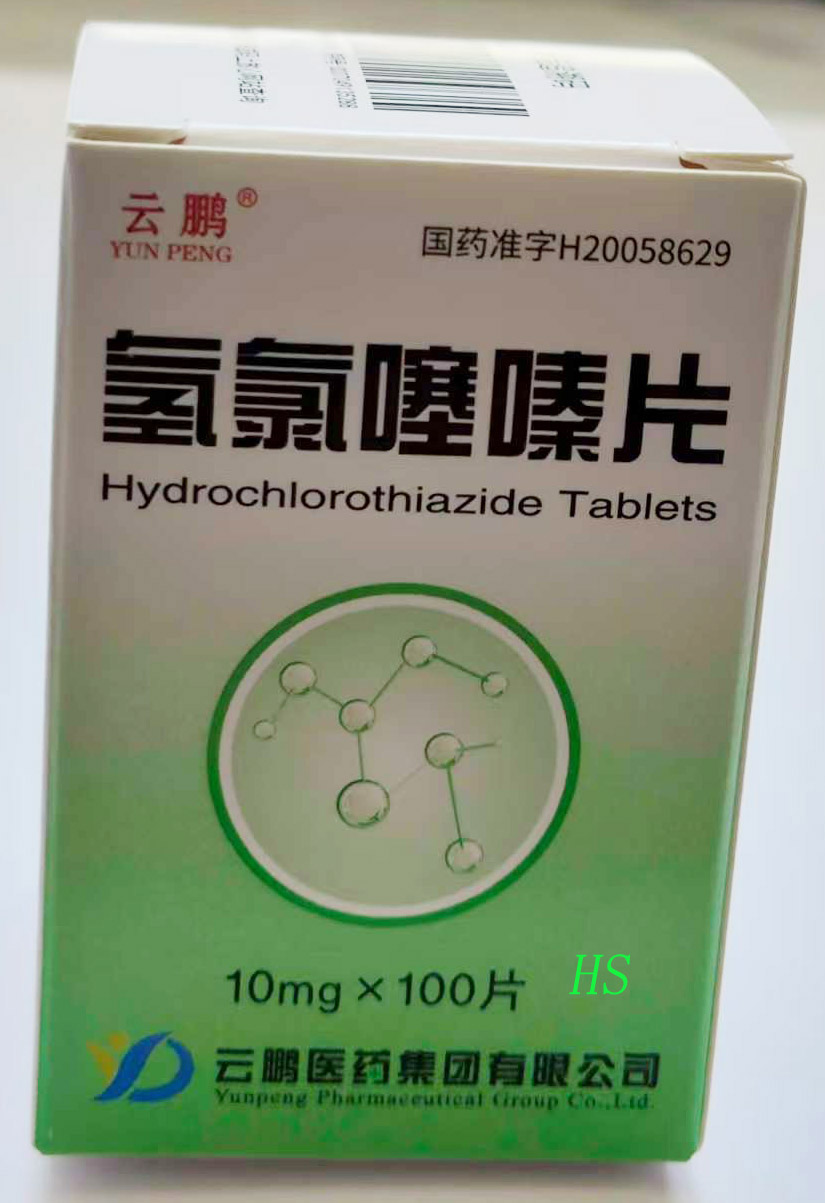 云鹏®
YUN PENG
国药准字H20058629
氢氯噻嗪片
Hydrochlorothiazide Tablets
10mg×100片
HS
云鹏医药集团有限公司
Yunpeng Pharmaceutical Group Co.,Ltd.